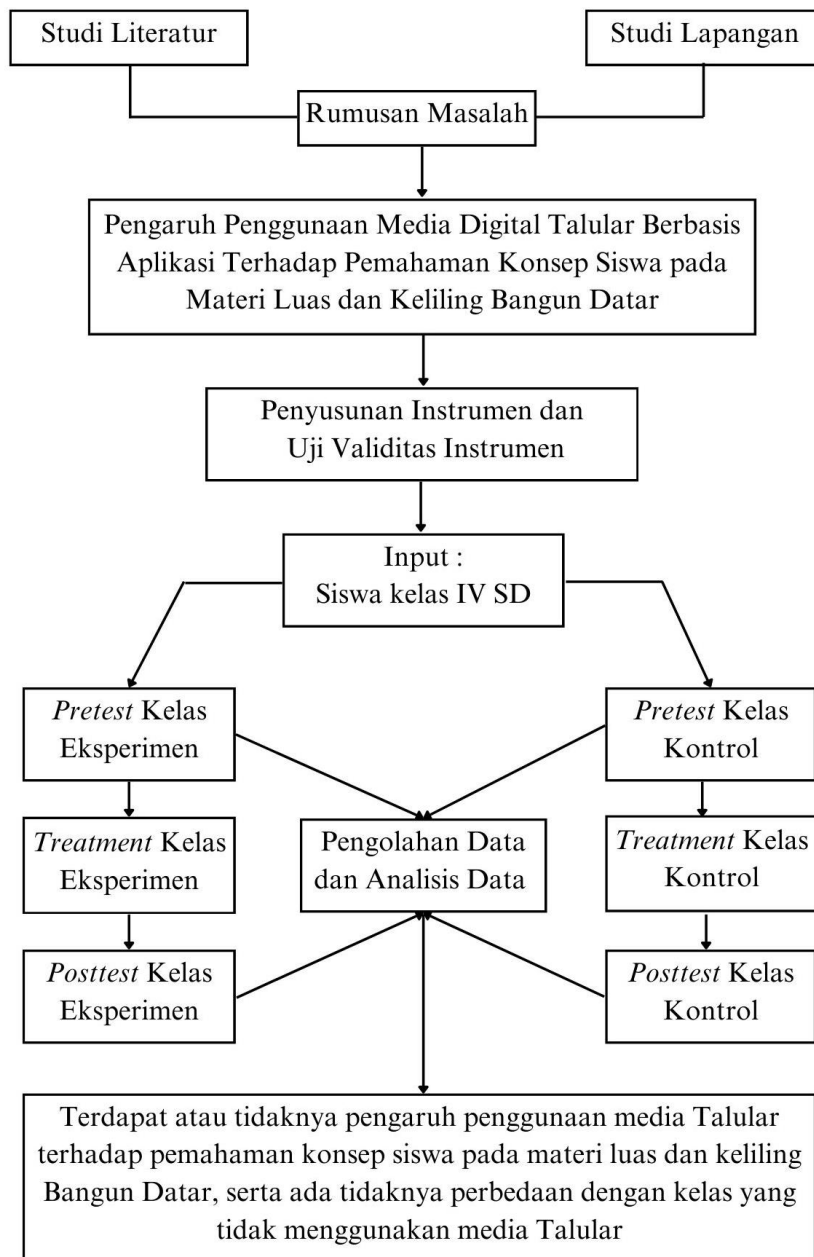 Studi Literatur
Studi Lapangan
Rumusan Masalah
Pengaruh Penggunaan Media Digital Talular Berbasis
Aplikasi Terhadap Pemahaman Konsep Siswa pada
Materi Luas dan Keliling Bangun Datar
Penyusunan Instrumen dan
Uji Validitas Instrumen
Input :
Siswa kelas IV SD
Pretest Kelas
Eksperimen
Pretest Kelas
Kontrol
Treatment Kelas
Eksperimen
Pengolahan Data
dan Analisis Data
Treatment Kelas
Kontrol
Posttest Kelas
Eksperimen
Posttest Kelas
Kontrol
Terdapat atau tidaknya pengaruh penggunaan media Talular
terhadap pemahaman konsep siswa pada materi luas dan keliling
Bangun Datar, serta ada tidaknya perbedaan dengan kelas yang
tidak menggunakan media Talular